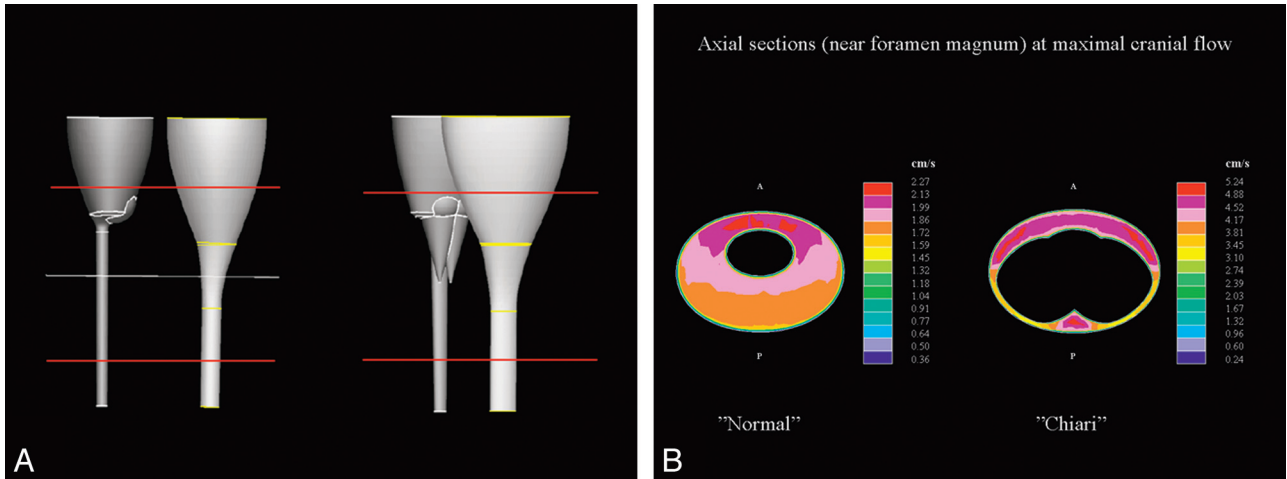 A
B
Axial sections (near foramen magnum) at maximal cranial flow
cm/s
2.27
2.13
1.99
1.86
1.72
1.59
1.45
1.32
1.18
1.04
0.91
0.77
0.64
0.50
0.36
A
P
"Normal"
cm/s
5.24
4.88
4.52
4.17
3.81
3.45
3.10
2.74
2.39
2.03
1.67
1.32
0.96
0.60
0.24
A
P
"Chiari"